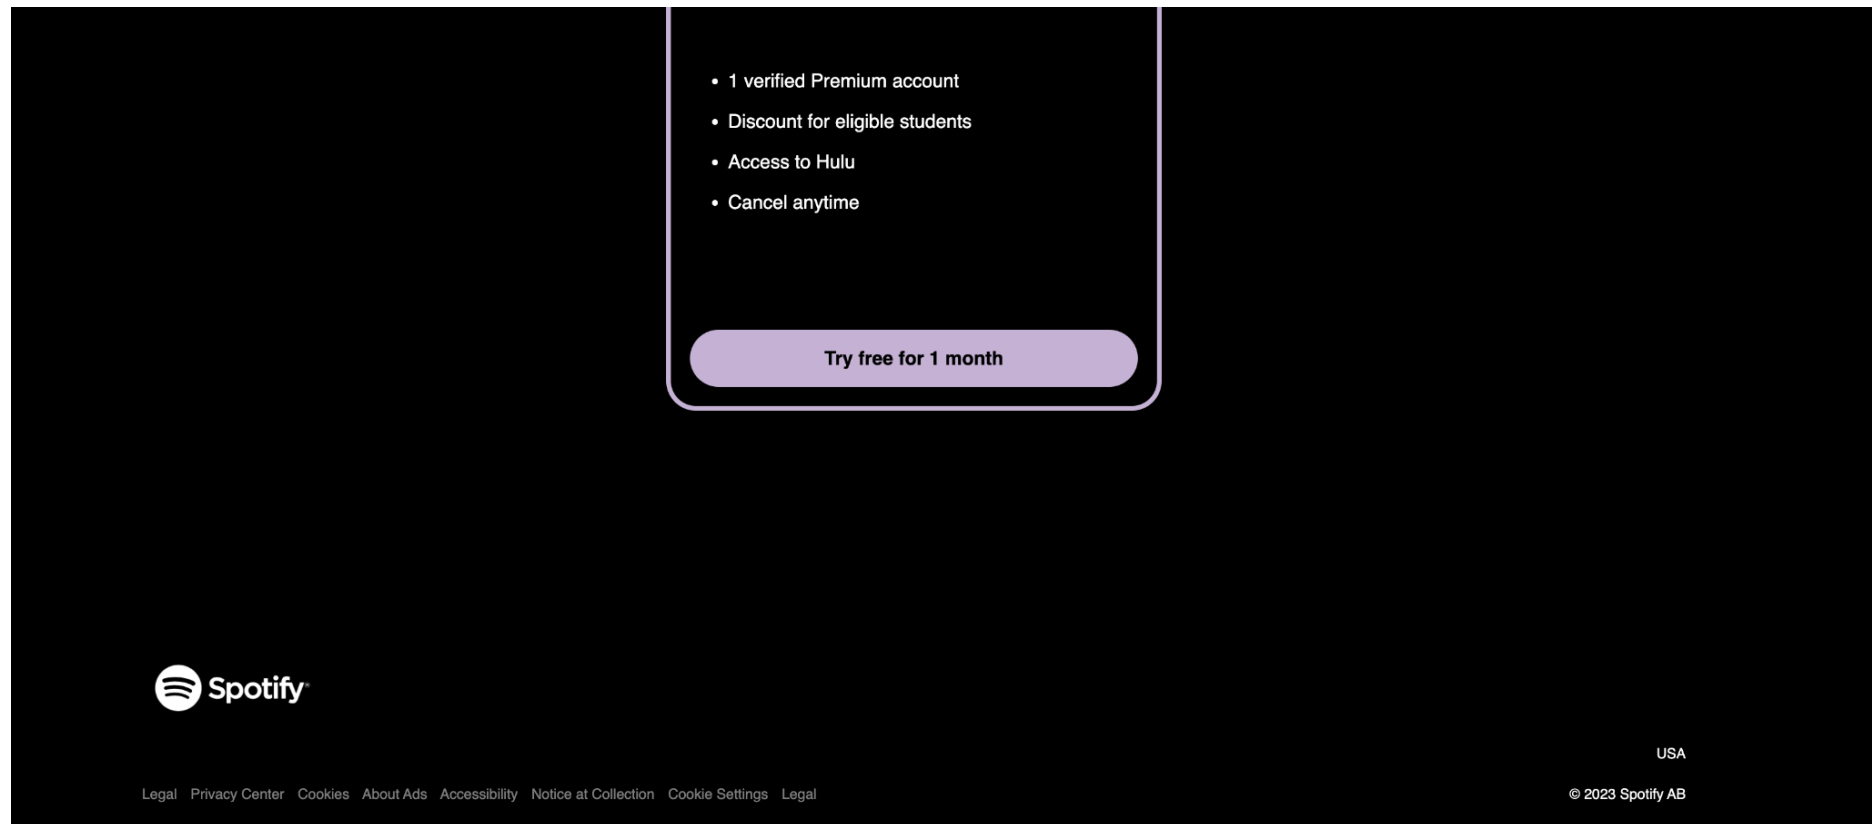 • 1 verified Premium account
• Discount for eligible students
• Access to Hulu
• Cancel anytime
Try free for 1 month
Spotify®
USA
Legal Privacy Center Cookies About Ads Accessibility Notice at Collection Cookie Settings Legal
© 2023 Spotify AB